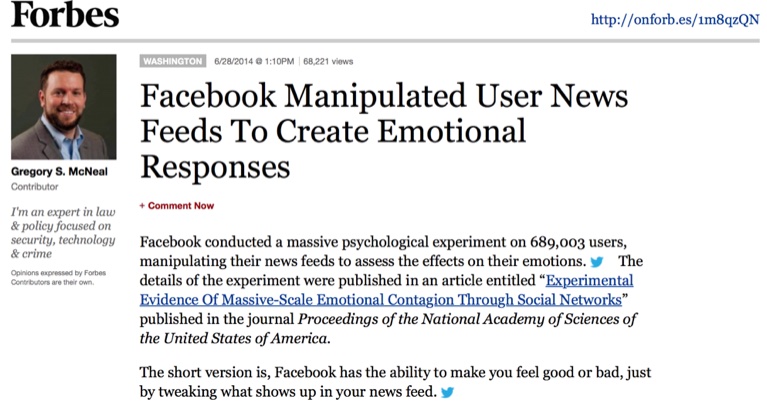 Forbes
http://onforb.es/1m8qzQN
WASHINGTON 6/28/2014 @ 1:10PM | 68,221 views
Facebook Manipulated User News
Feeds To Create Emotional
Responses
Gregory S. McNeal
Contributor
I'm an expert in law
& policy focused on
security, technology
& crime
Opinions expressed by Forbes
Contributors are their own.
+ Comment Now
Facebook conducted a massive psychological experiment on 689,003 users,
manipulating their news feeds to assess the effects on their emotions. The
details of the experiment were published in an article entitled “Experimental
Evidence Of Massive-Scale Emotional Contagion Through Social Networks”
published in the journal Proceedings of the National Academy of Sciences of
the United States of America.
The short version is, Facebook has the ability to make you feel good or bad, just
by tweaking what shows up in your news feed.